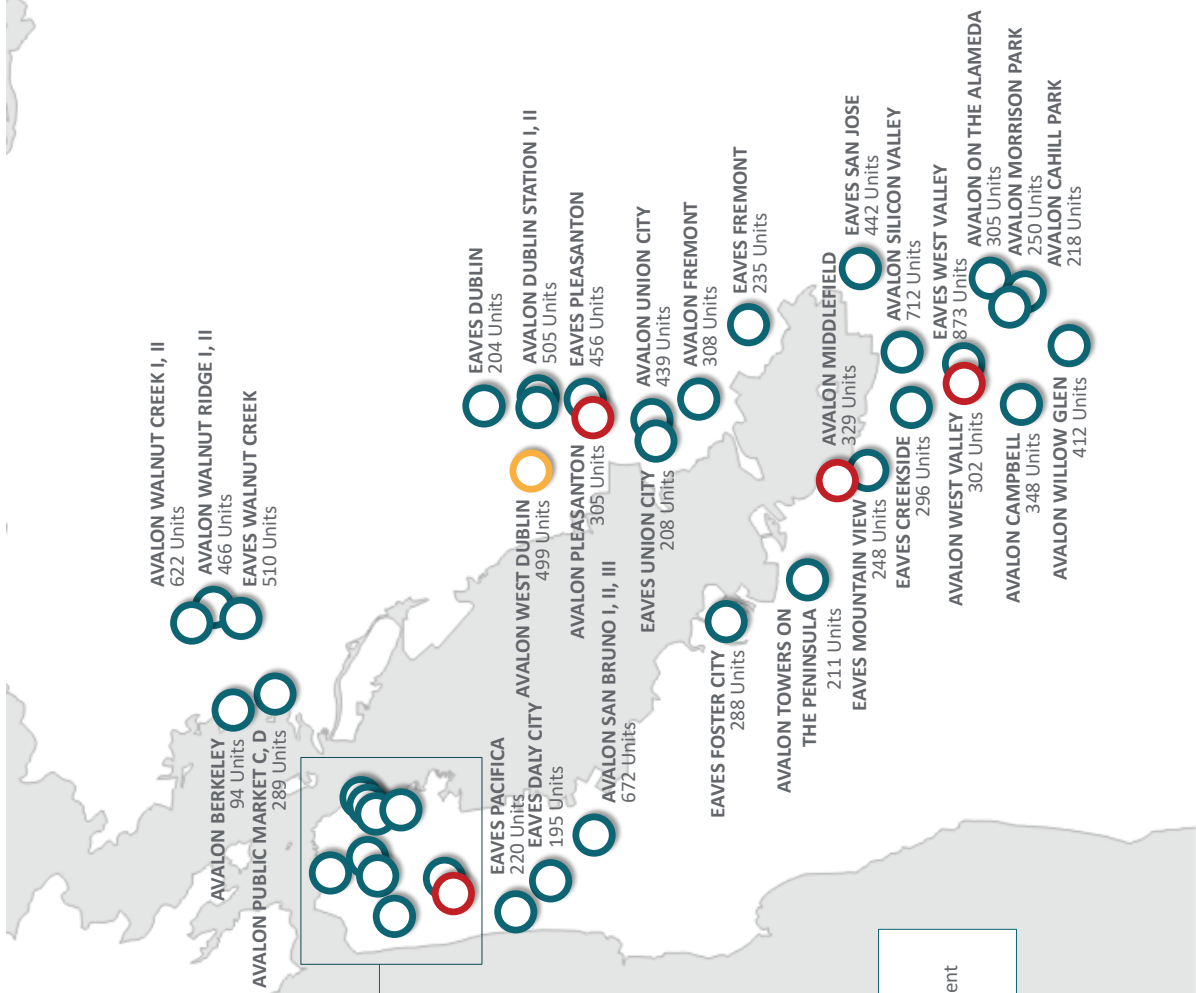 AVALON WALNUT CREEK I, II
622 Units
AVALON WALNUT RIDGE I, II
466 Units
EAVES WALNUT CREEK
510 Units
AVALON BERKELEY
94 Units
AVALON PUBLIC MARKET C, D
289 Units
EAVES DUBLIN
204 Units
AVALON DUBLIN STATION I, II
505 Units
AVALON WEST DUBLIN
499 Units
EAVES PLEASANTON
456 Units
AVALON PLEASANTON
305 Units
AVALON UNION CITY
439 Units
EAVES UNION CITY
208 Units
AVALON FREMONT
308 Units
EAVES FREMONT
235 Units
EAVES PACIFICA
220 Units
EAVES DALY CITY
195 Units
AVALON SAN BRUNO I, II, III
672 Units
EAVES FOSTER CITY
288 Units
AVALON TOWERS ON
THE PENINSULA
211 Units
AVALON MIDDLEFIELD
329 Units
EAVES MOUNTAIN VIEW
248 Units
EAVES SAN JOSE
442 Units
AVALON SILICON VALLEY
712 Units
EAVES CREEKSIDE
296 Units
EAVES WEST VALLEY
873 Units
AVALON WEST VALLEY
302 Units
AVALON ON THE ALAMEDA
305 Units
AVALON MORRISON PARK
250 Units
AVALON CAHILL PARK
218 Units
AVALON CAMPBELL
348 Units
AVALON WILLOW GLEN
412 Units
ent